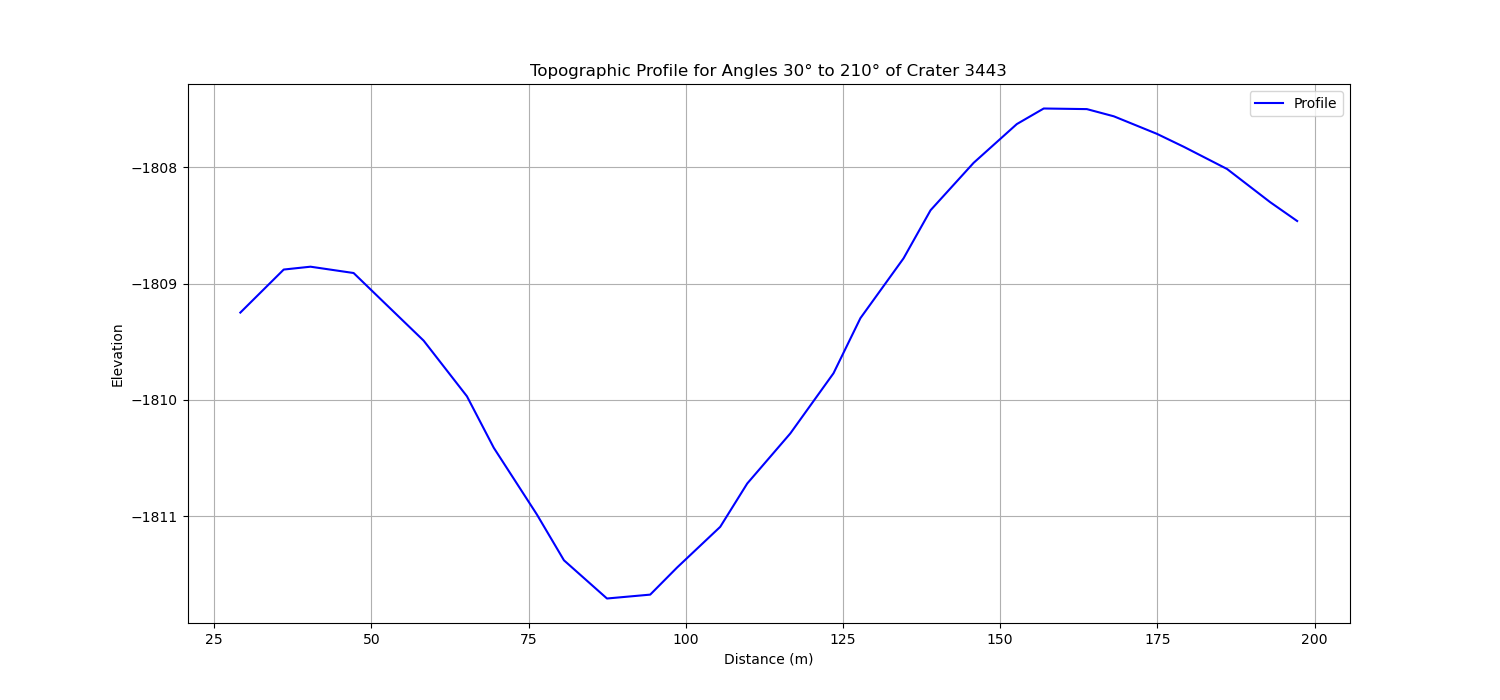 Topographic Profile for Angles 30° to 210° of Crater 3443
Profile
−1808
−1809
−1810
−1811
Elevation
25 50 75 100 125 150 175 200
Distance (m)